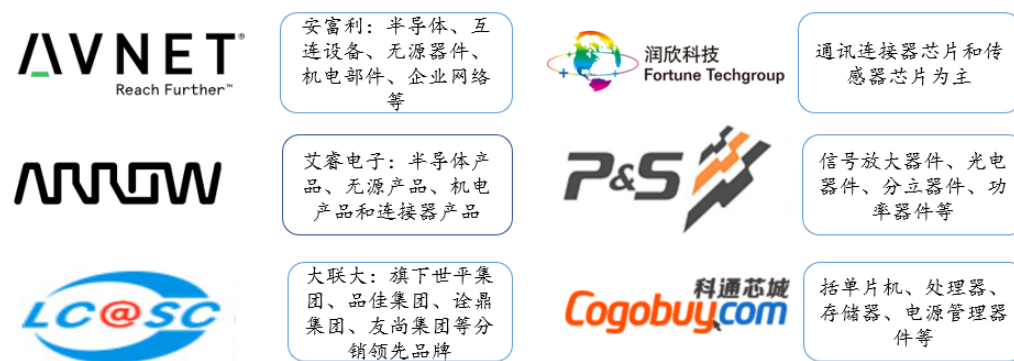 AVNET®
Reach Further™
安富利：半导体、互
连设备、无源器件、
机电部件、企业网络
等
润欣科技
Fortune Techgroup
通讯连接器芯片和传
感器芯片为主
ARROW
艾睿电子：半导体产
品、无源产品、机电
产品和连接器产品
P&S
信号放大器件、光电
器件、分立器件、功
率器件等
LC@SC
大联大：旗下世平集
团、品佳集团、诠鼎
集团、友尚集团等分
销领先品牌
科通芯城
Cogobuy.com
括单片机、处理器、
存储器、电源管理器
件等